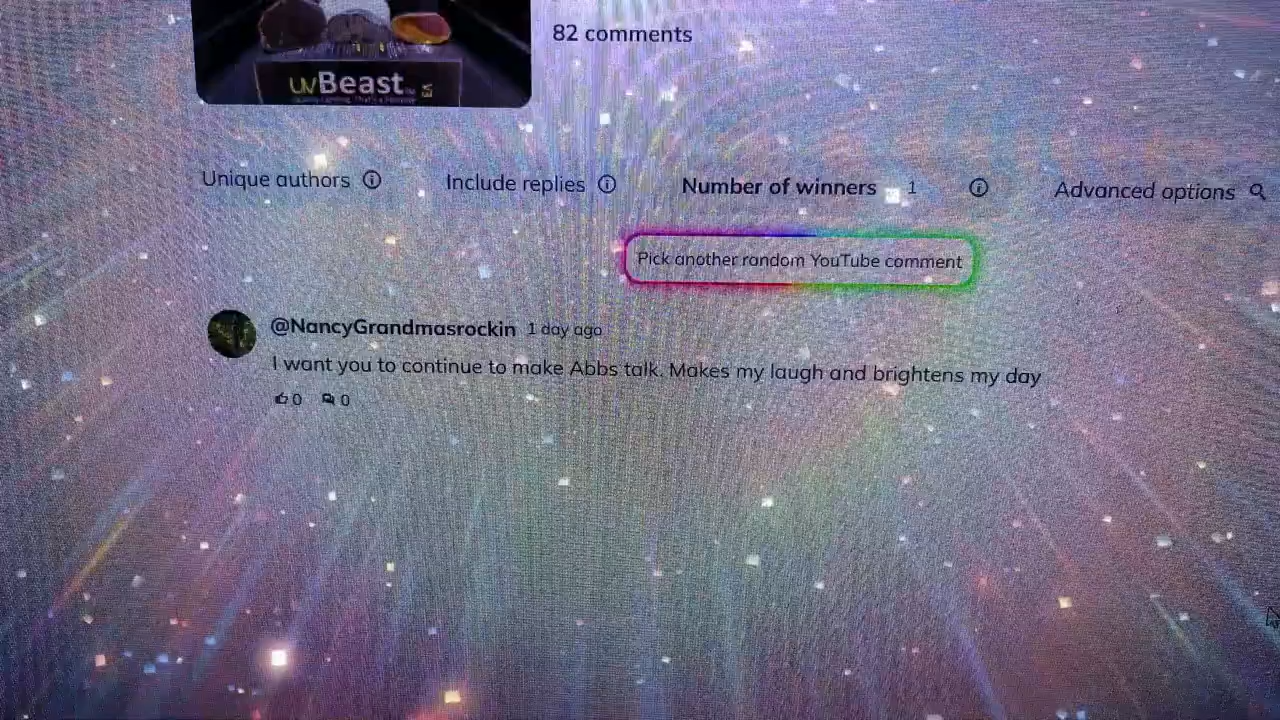 82 comments
uvBeast
Unique authors
Include replies
Number of winners 1
Advanced options
Pick another random YouTube comment
@NancyGrandmasrockin 1 day ago
I want you to continue to make Abbs talk. Makes my laugh and brightens my day
0 0